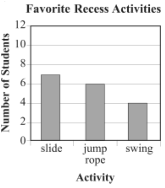 Favorite Recess Activities
Number of Students
12
10
8
6
4
2
0
slide
jump
rope
swing
Activity